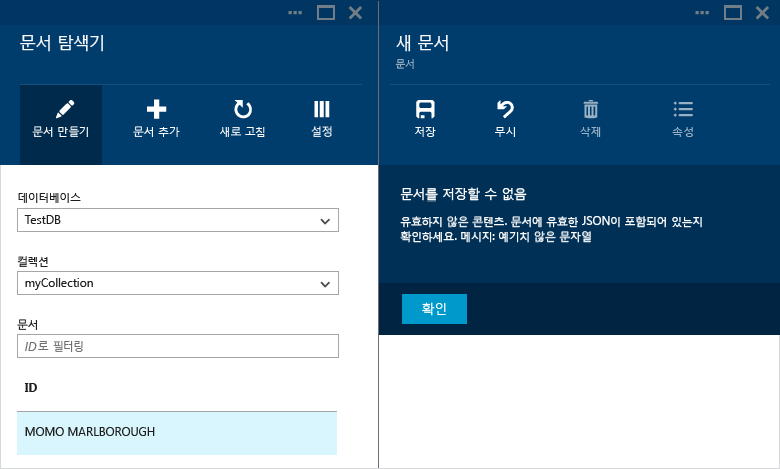 문서 탐색기
문서 만들기
문서 추가
새로 고침
설정
데이터베이스
TestDB
컬렉션
myCollection
문서
ID로 필터링
ID
MOMO MARLBOROUGH
새 문서
문서
저장
무시
삭제
속성
문서를 저장할 수 없음
유효하지 않은 콘텐츠. 문서에 유효한 JSON이 포함되어 있는지
확인하세요. 메시지: 예기치 않은 문자열
확인